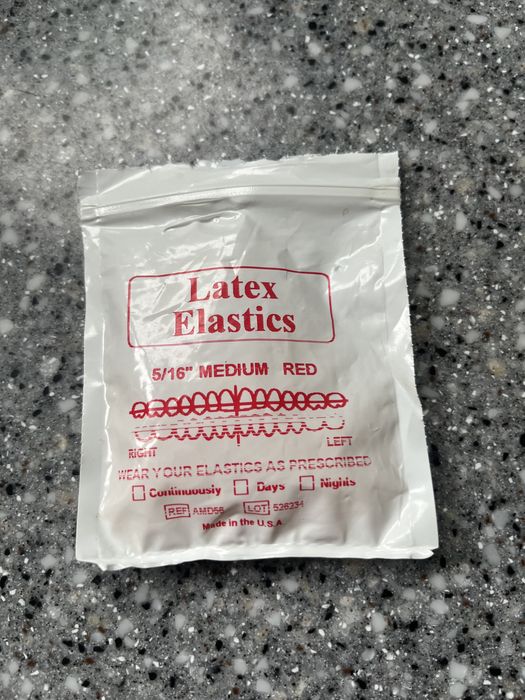 Latex
Elastics
5/16" MEDIUM RED
RIGHT LEFT
WEAR YOUR ELASTICS AS PRESCRIBED
Continuously Days Nights
REF AMD56 LOT 526234
Made in the U.S.A.